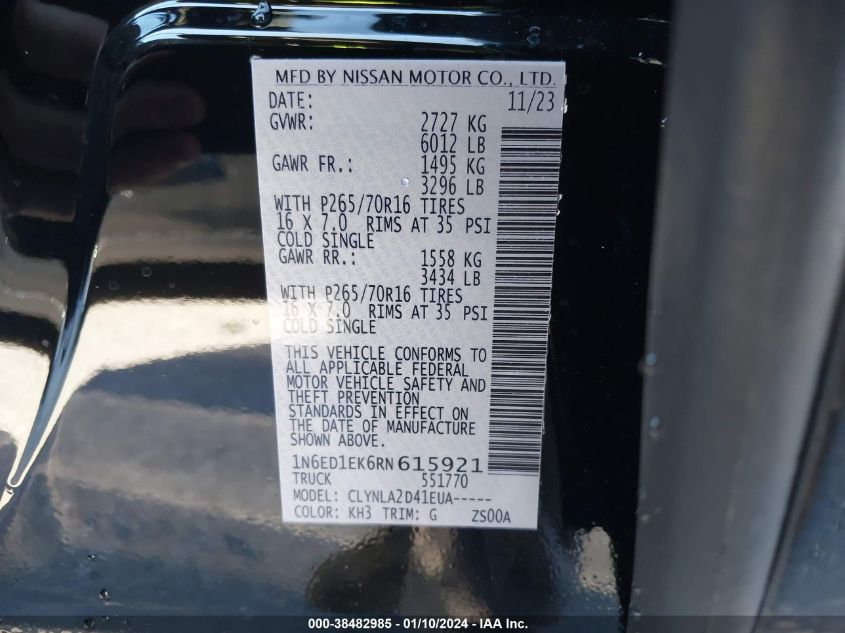 MFD BY NISSAN MOTOR CO., LTD.
DATE: 11/23
GVWR: 2727 KG
6012 LB
GAWR FR.: 1495 KG
3296 LB
WITH P265/70R16 TIRES
16 X 7.0 RIMS AT 35 PSI
COLD SINGLE
GAWR RR.: 1558 KG
3434 LB
WITH P265/70R16 TIRES
16 X 7.0 RIMS AT 35 PSI
COLD SINGLE
THIS VEHICLE CONFORMS TO
ALL APPLICABLE FEDERAL
MOTOR VEHICLE SAFETY AND
THEFT PREVENTION
STANDARDS IN EFFECT ON
THE DATE OF MANUFACTURE
SHOWN ABOVE.
1N6ED1EK6RN615921
TRUCK 551770
MODEL: CLYNLA2D41EUA-----
COLOR: KH3 TRIM: G ZS00A
000-38482985 - 01/10/2024 - IAA Inc.